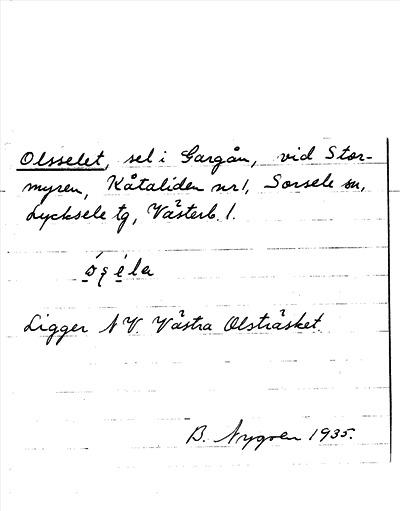 Olsselet, sel i Gargån, vid Stor-
myren, Kåtaliden nr 1, Sorsele sn,
Lycksele tg, Västerb. l.
Ligger NV Västra Olsträsket.
B. Nygren 1935.